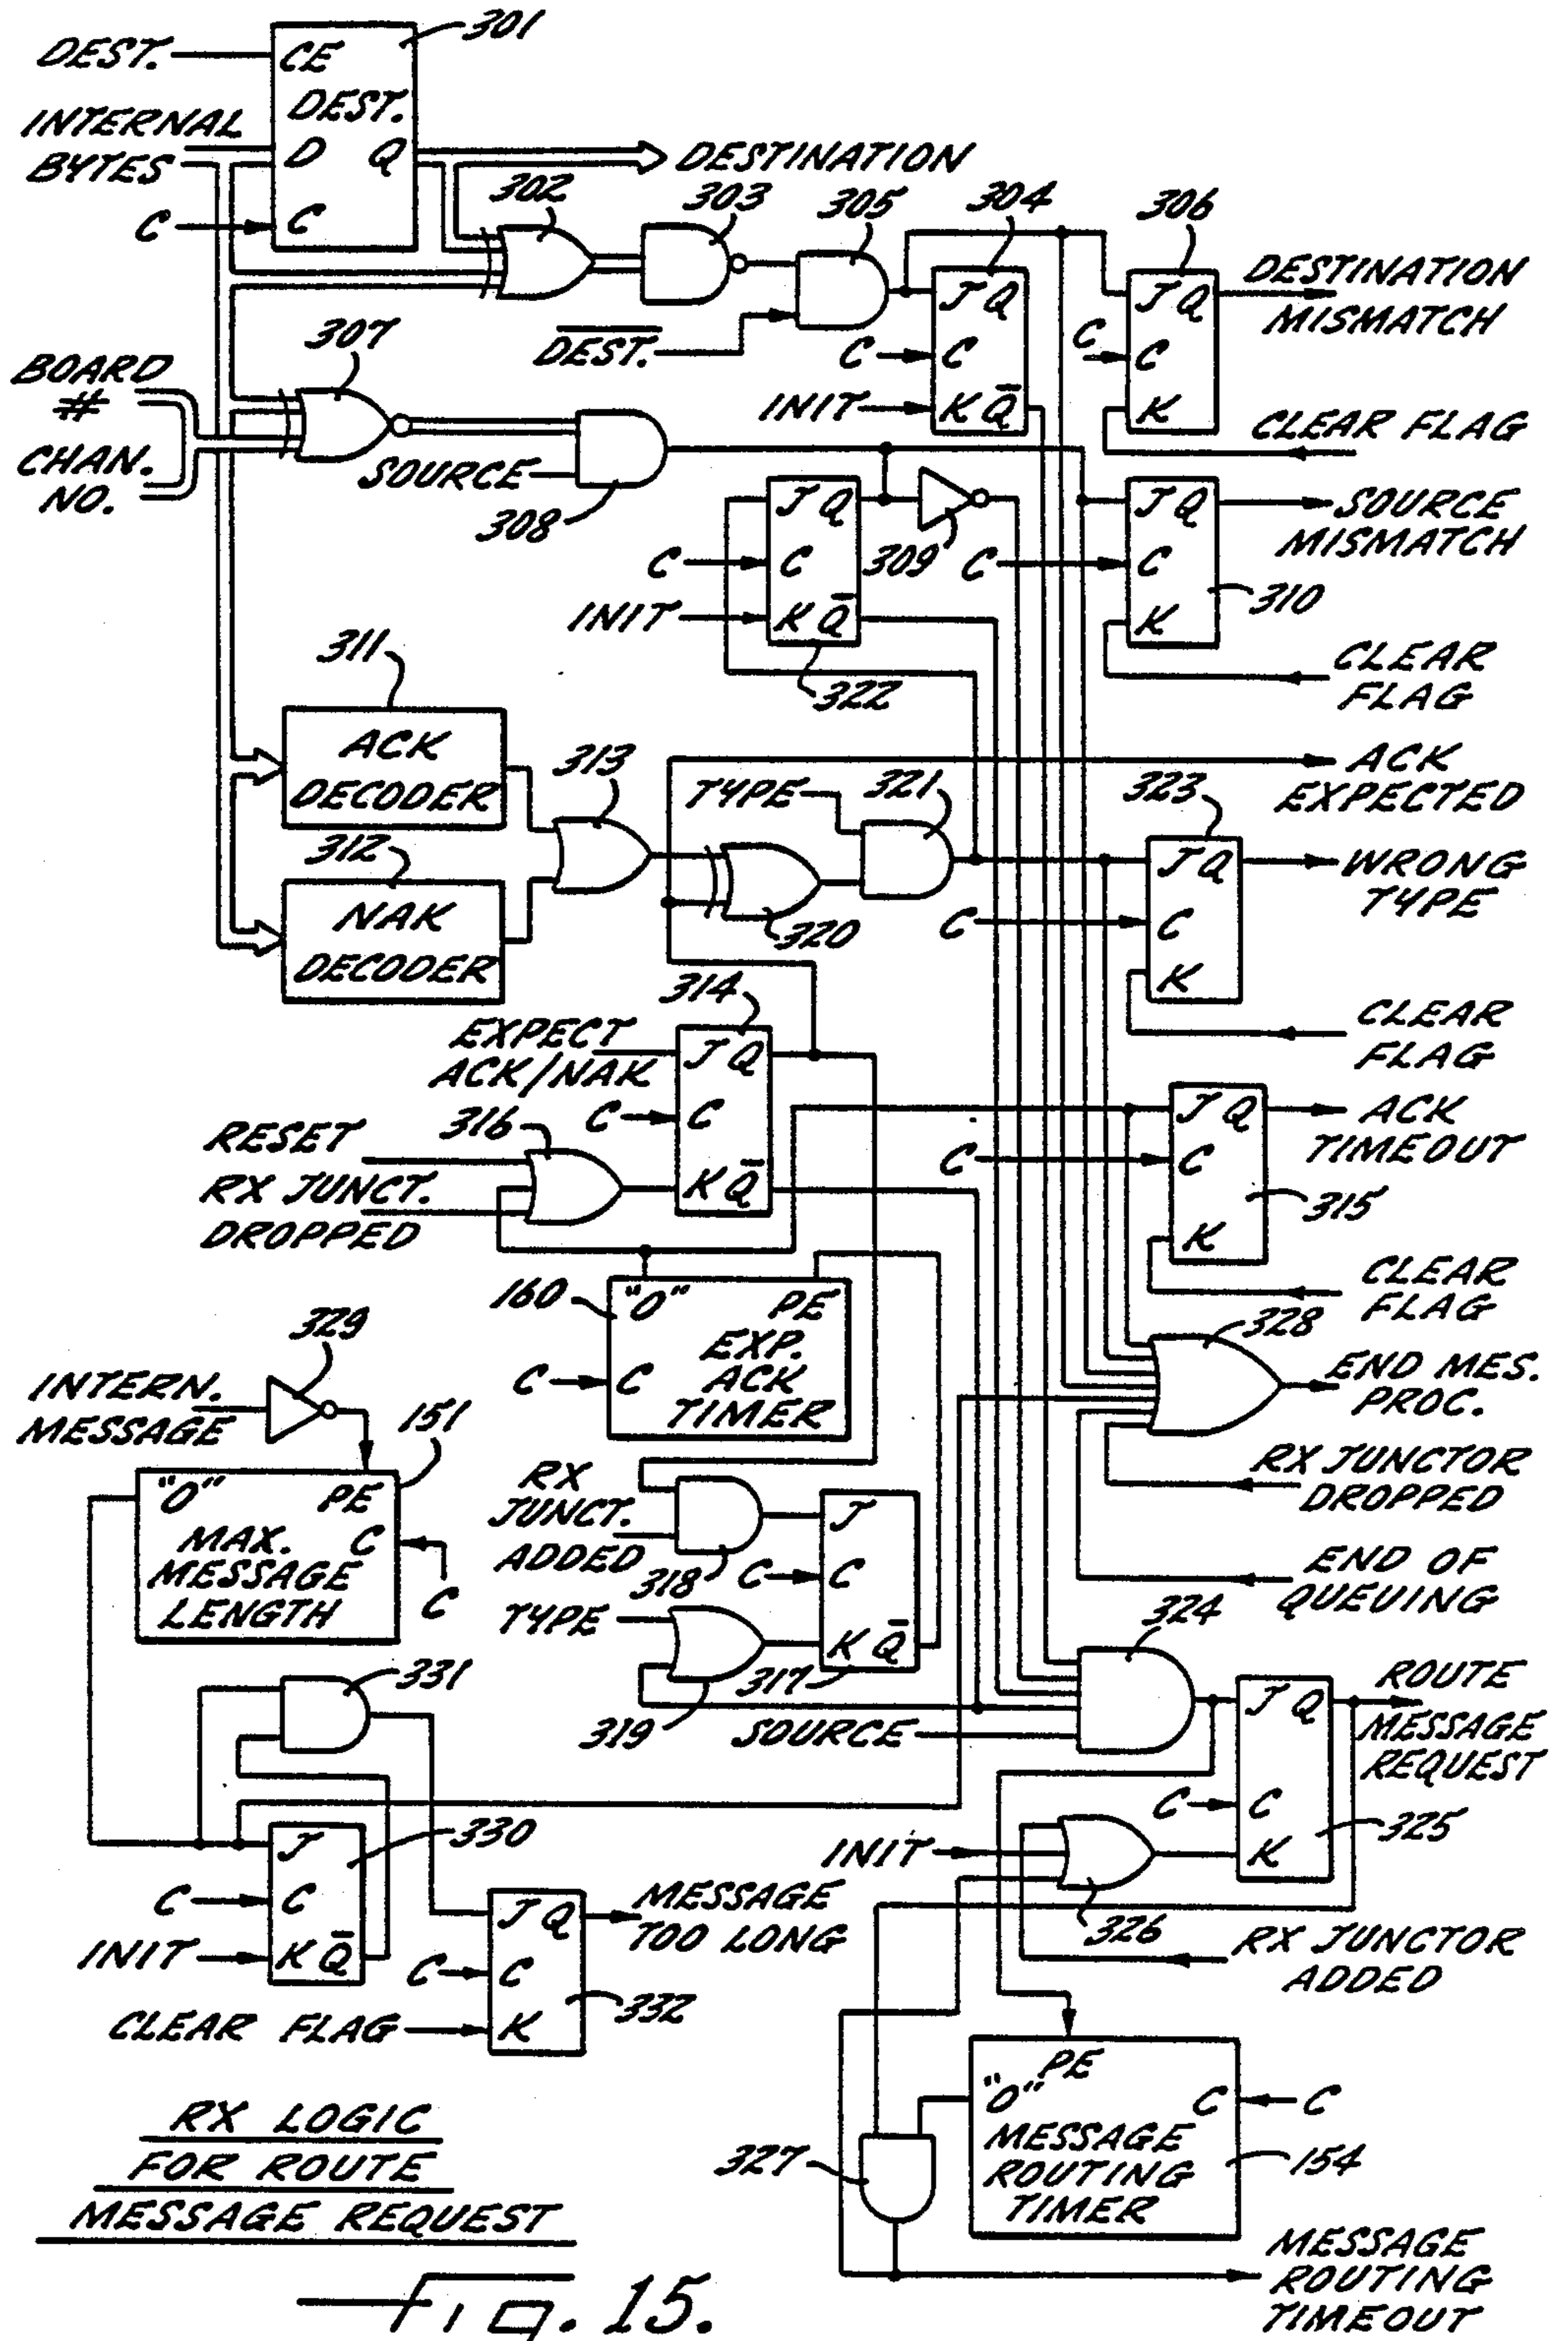 301
DEST.
CE
DEST.
INTERNAL
BYTES
D Q
DESTINATION
C
C
302
303
305
304
306
J Q
C
C
INIT
K Q̅
J Q
C
C
K
DESTINATION
MISMATCH
D̅E̅S̅T̅.̅
CLEAR FLAG
307
BOARD
#
CHAN.
NO.
SOURCE
308
J Q
C
C
INIT
K Q̅
322
309
J Q
C
C
K
310
SOURCE
MISMATCH
CLEAR
FLAG
311
ACK
DECODER
312
NAK
DECODER
313
TYPE
321
320
ACK
EXPECTED
323
J Q
C
C
K
WRONG
TYPE
CLEAR
FLAG
314
EXPECT
ACK/NAK
J Q
C
C
K Q̅
316
RESET
RX JUNCT.
DROPPED
J Q
C
C
K
315
ACK
TIMEOUT
CLEAR
FLAG
160
"0" PE
EXP.
ACK
TIMER
C
C
328
END MES.
PROC.
RX JUNCTOR
DROPPED
END OF
QUEUING
329
INTERN.
MESSAGE
151
"0" PE
MAX.
MESSAGE
LENGTH
C
C
RX
JUNCT.
ADDED
318
J
C
C
K Q̅
317
TYPE
319
324
SOURCE
J Q
C
C
K
325
ROUTE
MESSAGE
REQUEST
331
330
J
C
C
INIT
K Q̅
INIT
326
RX JUNCTOR
ADDED
J Q
C
C
K
332
MESSAGE
TOO LONG
CLEAR FLAG
PE
"0"
C
C
MESSAGE
ROUTING
TIMER
154
327
MESSAGE
ROUTING
TIMEOUT
RX LOGIC
FOR ROUTE
MESSAGE REQUEST
FIG. 15.